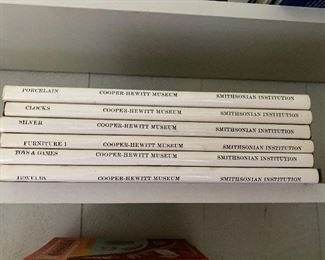 PORCELAIN COOPER-HEWITT MUSEUM SMITHSONIAN INSTITUTION
CLOCKS COOPER-HEWITT MUSEUM SMITHSONIAN INSTITUTION
SILVER COOPER-HEWITT MUSEUM SMITHSONIAN INSTITUTION
FURNITURE 1 COOPER-HEWITT MUSEUM SMITHSONIAN INSTITUTION
TOYS & GAMES COOPER-HEWITT MUSEUM SMITHSONIAN INSTITUTION
JEWELRY COOPER-HEWITT MUSEUM SMITHSONIAN INSTITUTION